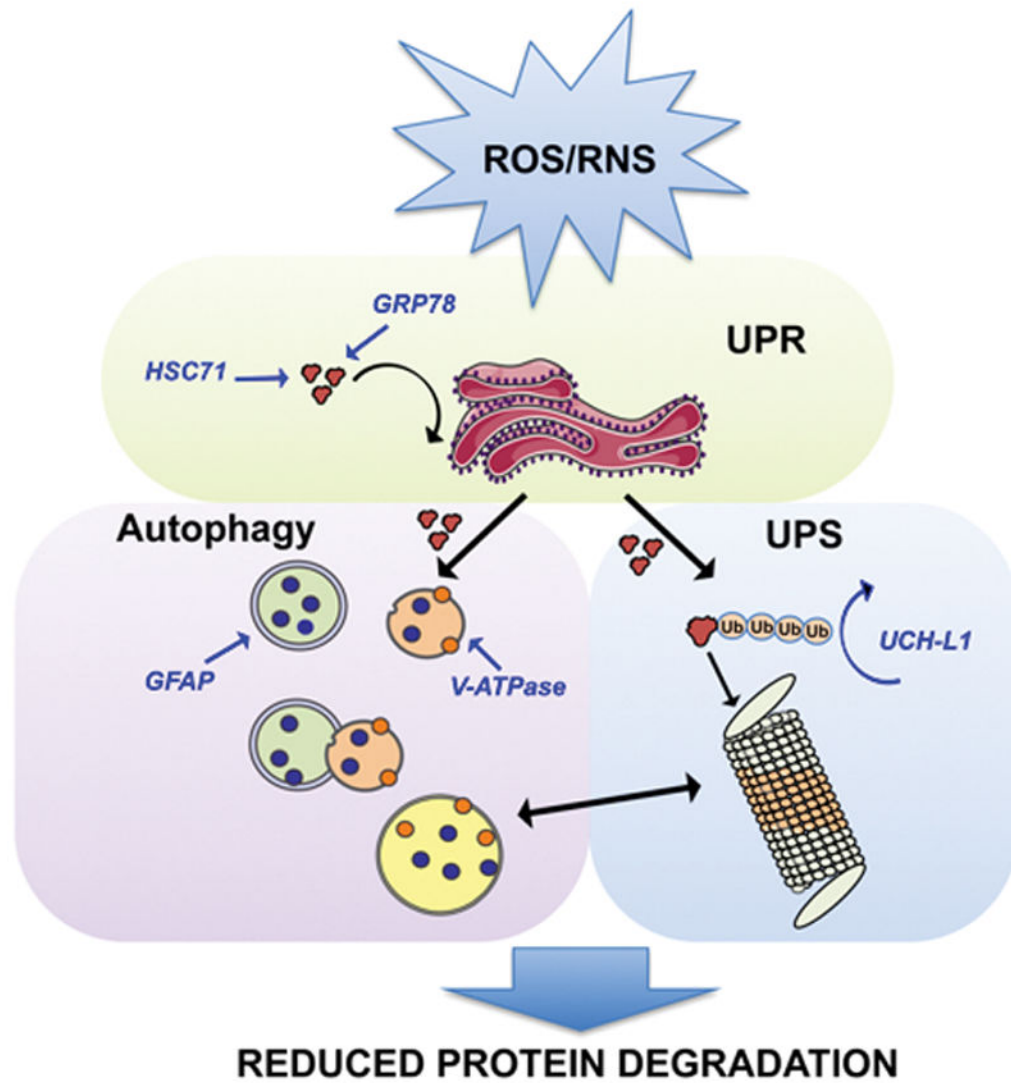 ROS/RNS
GRP78
UPR
HSC71
Autophagy
UPS
Ub Ub Ub Ub
UCH-L1
GFAP
V-ATPase
REDUCED PROTEIN DEGRADATION